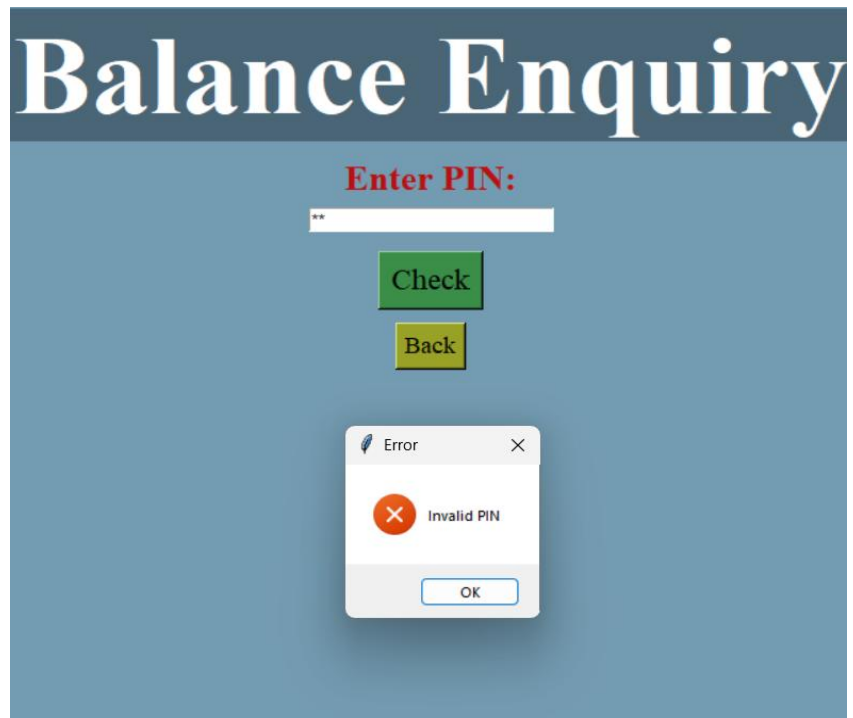 Balance Enquiry
Enter PIN:
**
Check
Back
Error
Invalid PIN
OK